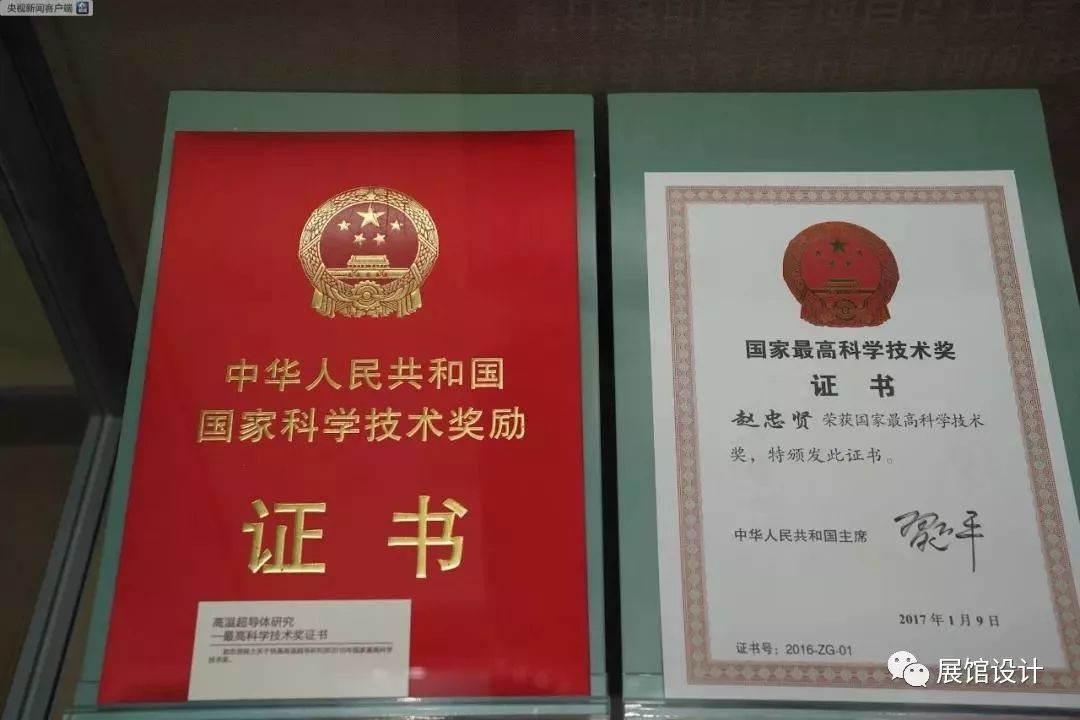 央视新闻客户端
中华人民共和国
国家科学技术奖励
证 书
高温超导体研究
—最高科学技术奖证书
国家最高科学技术奖
证 书
赵忠贤 荣获国家最高科学技术
奖，特颁发此证书。
中华人民共和国主席 习近平
2017年1月9日
证书号：2016-ZG-01
展馆设计